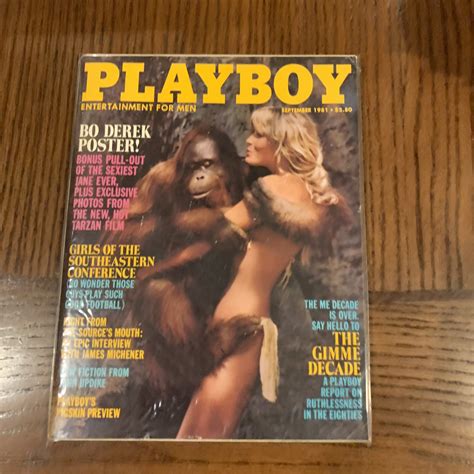 PLAYBOY
ENTERTAINMENT FOR MEN
SEPTEMBER 1981 • $2.50
BO DEREK
POSTER!
BONUS PULL-OUT
OF THE SEXIEST
JANE EVER,
PLUS EXCLUSIVE
PHOTOS FROM
THE NEW, HOT
TARZAN FILM
GIRLS OF THE
SOUTHEASTERN
CONFERENCE
WONDER THOSE
GUYS PLAY SUCH
GOOD FOOTBALL)
FROM
SOURCE'S MOUTH:
EPIC INTERVIEW
WITH JAMES MICHENER
FICTION FROM
UPDIKE
PLAYBOY'S
PIGSKIN PREVIEW
THE ME DECADE
IS OVER.
SAY HELLO TO
THE
GIMME
DECADE
A PLAYBOY
REPORT ON
RUTHLESSNESS
IN THE EIGHTIES